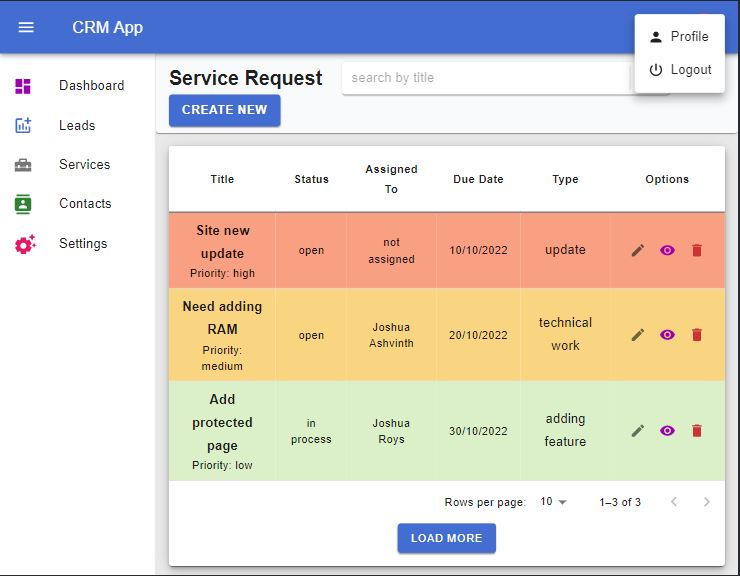 CRM App
Profile
Logout
Dashboard
Leads
Services
Contacts
Settings
Service Request
search by title
CREATE NEW
Title
Status
Assigned
To
Due Date
Type
Options
Site new
update
Priority: high
open
not
assigned
10/10/2022
update
Need adding
RAM
Priority:
medium
open
Joshua
Ashvinth
20/10/2022
technical
work
Add
protected
page
Priority: low
in
process
Joshua
Roys
30/10/2022
adding
feature
Rows per page:
10
1–3 of 3
LOAD MORE